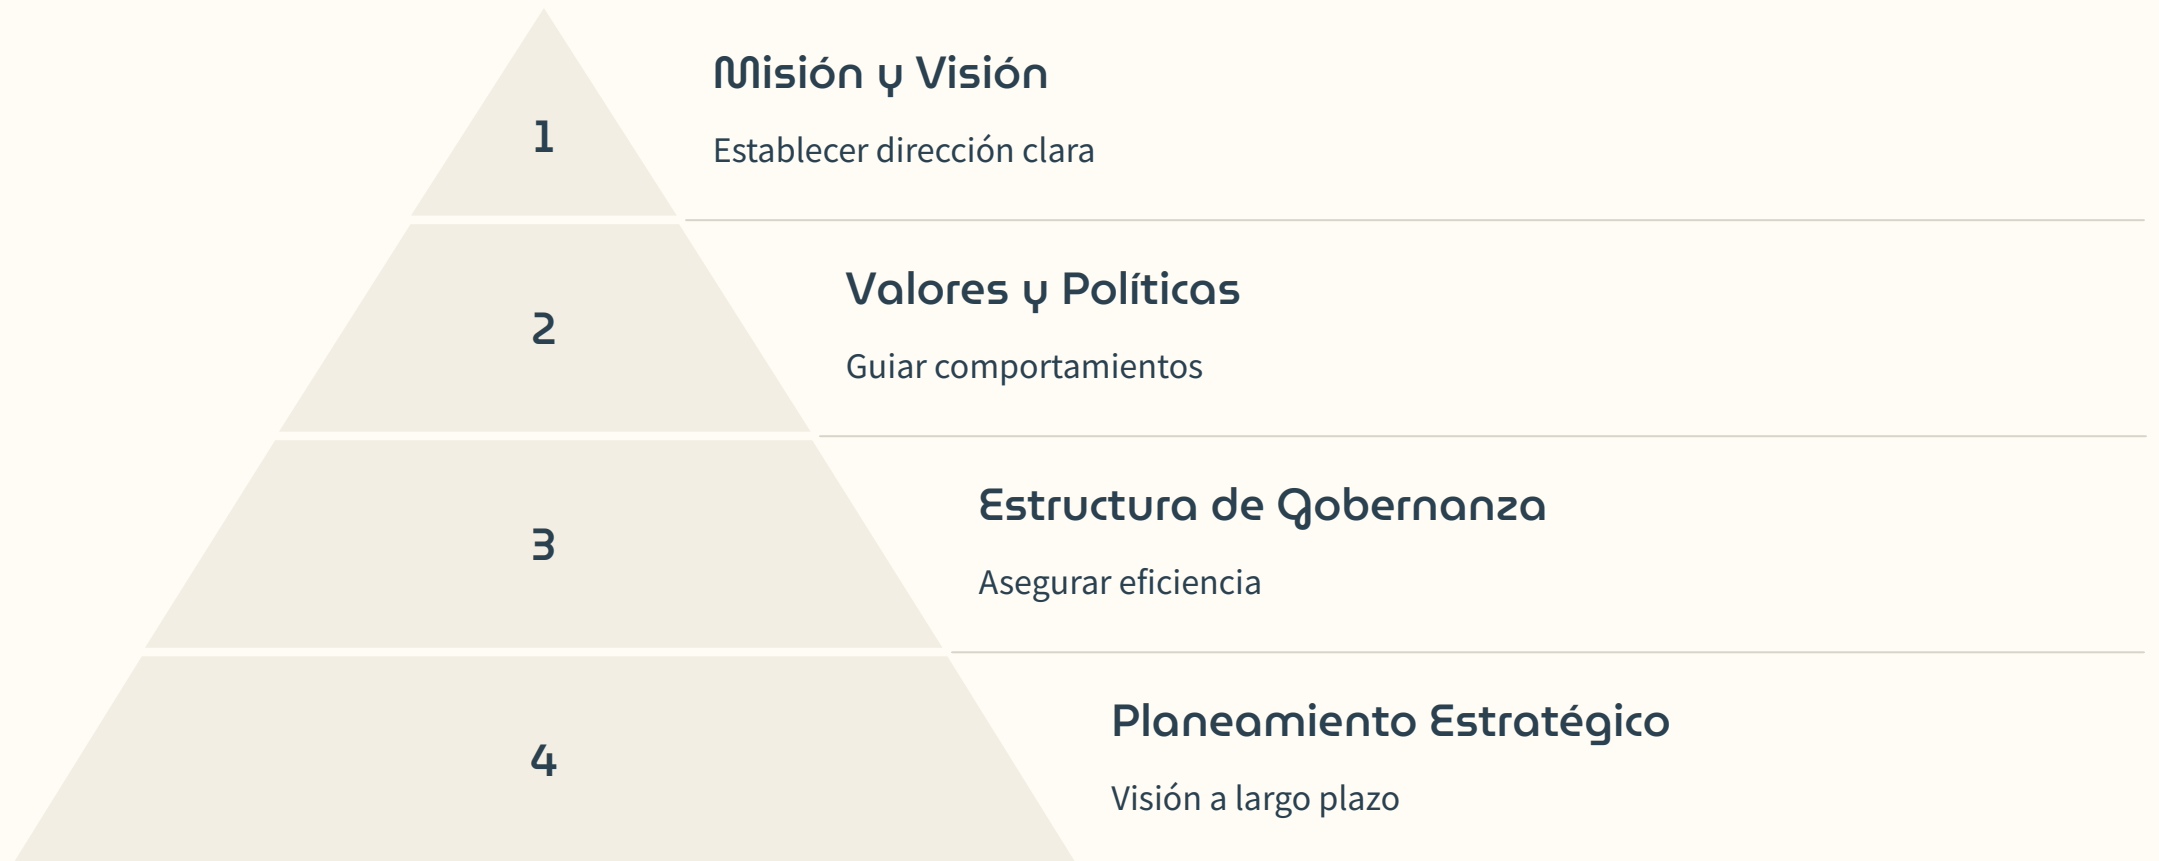 1
Misión y Visión
Establecer dirección clara
2
Valores y Políticas
Guiar comportamientos
3
Estructura de Gobernanza
Asegurar eficiencia
4
Planeamiento Estratégico
Visión a largo plazo